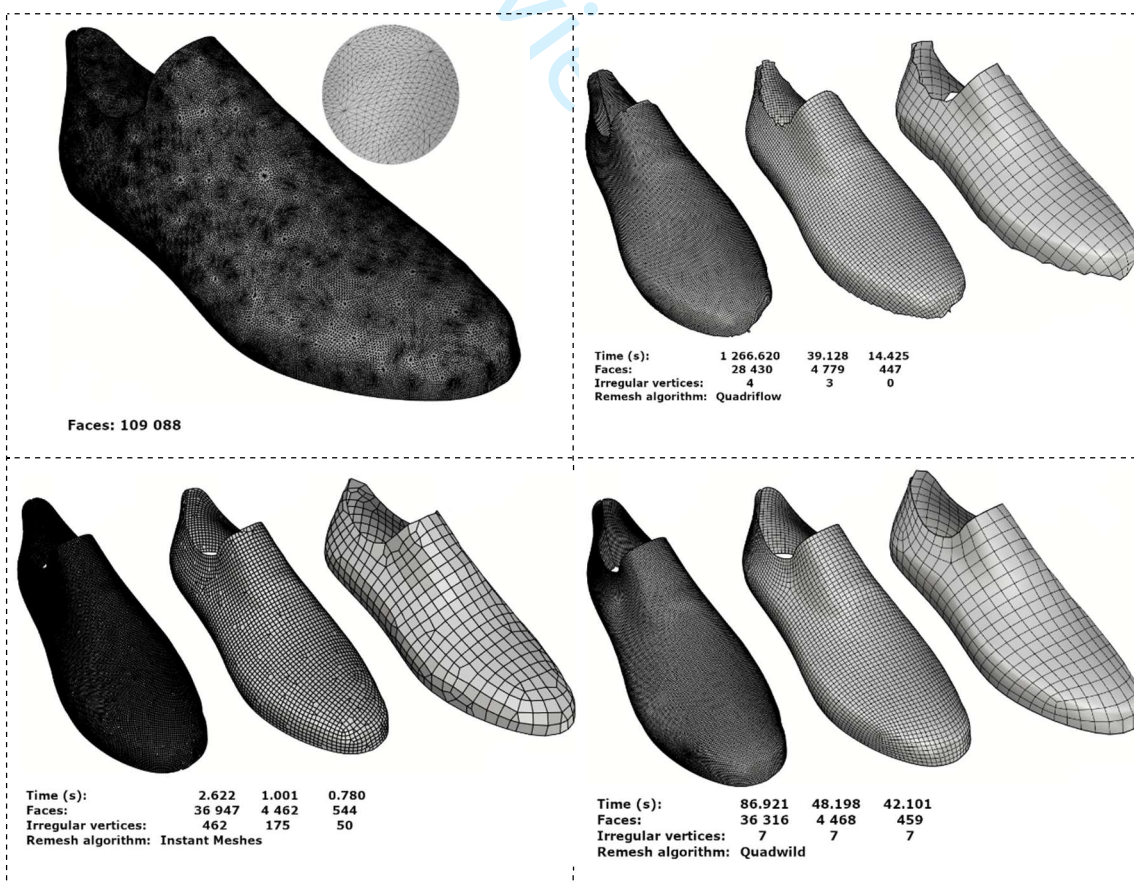 vie
Faces: 109 088
Time (s): 1 266.620 39.128 14.425
Faces: 28 430 4 779 447
Irregular vertices: 4 3 0
Remesh algorithm: Quadriflow
Time (s): 2.622 1.001 0.780
Faces: 36 947 4 462 544
Irregular vertices: 462 175 50
Remesh algorithm: Instant Meshes
Time (s): 86.921 48.198 42.101
Faces: 36 316 4 468 459
Irregular vertices: 7 7 7
Remesh algorithm: Quadwild